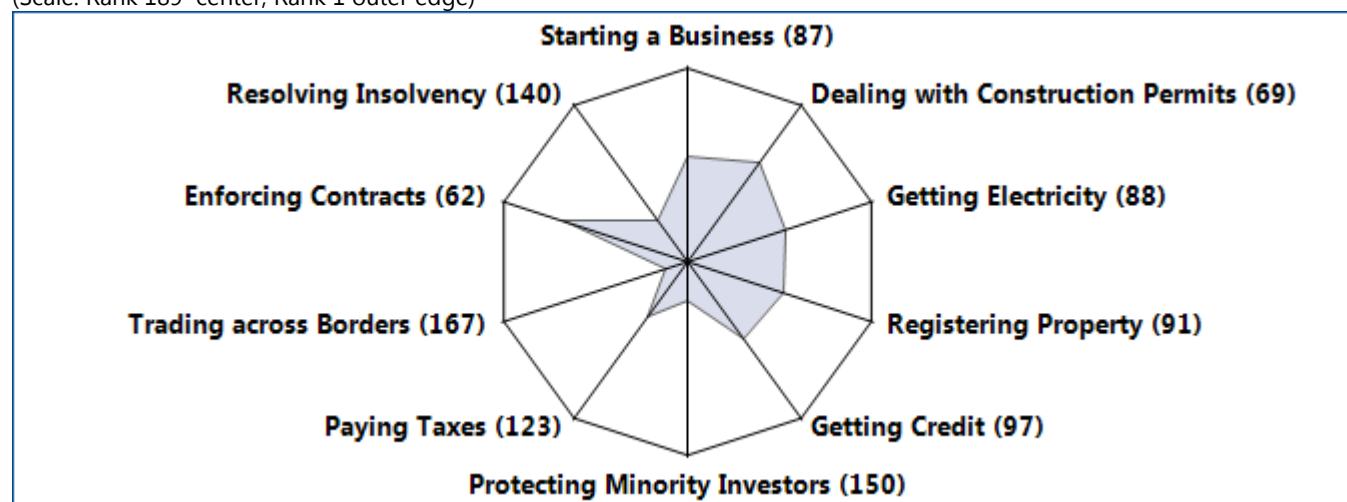 (Scale: Rank 189 center, Rank 1 outer edge)
Starting a Business (87)
Resolving Insolvency (140)
Dealing with Construction Permits (69)
Enforcing Contracts (62)
Getting Electricity (88)
Trading across Borders (167)
Registering Property (91)
Paying Taxes (123)
Getting Credit (97)
Protecting Minority Investors (150)